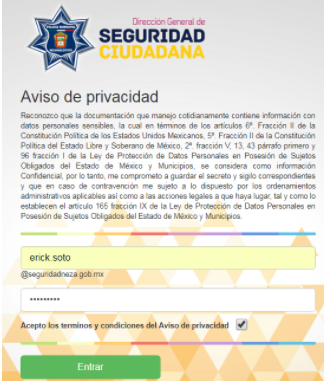 Dirección General de
SEGURIDAD
CIUDADANA
Aviso de privacidad
Reconozco que la documentación que manejo cotidianamente contiene información con
datos personales sensibles, la cual en términos de los artículos 6º. Fracción II de la
Constitución Política de los Estados Unidos Mexicanos, 5º. Fracción II de la Constitución
Política del Estado Libre y Soberano de México, 2ª. fracción V, 13, 43 párrafo primero y
96 fracción I de la Ley de Protección de Datos Personales en Posesión de Sujetos
Obligados del Estado de México y Municipios, se considera como información
Confidencial, por lo tanto, me comprometo a guardar el secreto y sigilo correspondientes
y que en caso de contravención me sujeto a lo dispuesto por los ordenamientos
administrativos aplicables así como a las acciones legales a que haya lugar, tal y como lo
establecen el artículo 165 fracción IX de la Ley de Protección de Datos Personales en
Posesión de Sujetos Obligados del Estado de México y Municipios.
erick.soto
@seguridadneza.gob.mx
•••••••••
Acepto los terminos y condiciones del Aviso de privacidad
Entrar